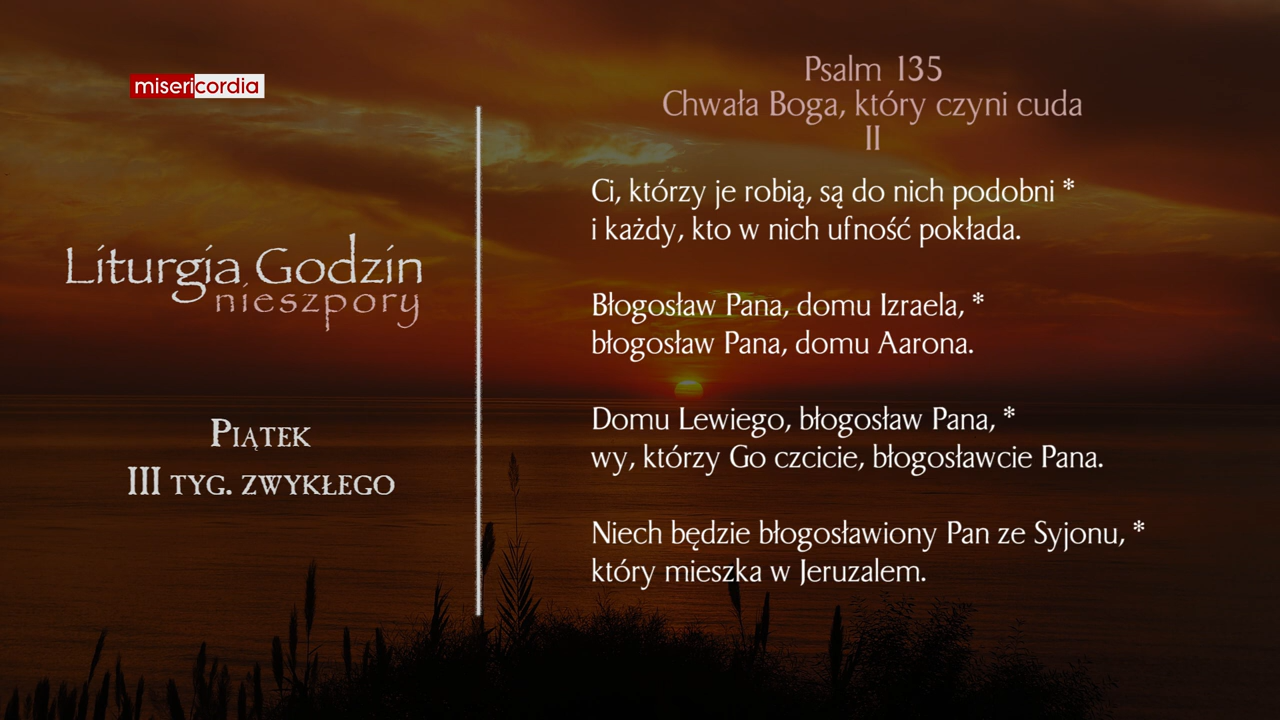 misericordia
Liturgia Godzin
nieszpory
Piątek
III tyg. zwykłego
Psalm 135
Chwała Boga, który czyni cuda
II
Ci, którzy je robią, są do nich podobni *
i każdy, kto w nich ufność pokłada.
Błogosław Pana, domu Izraela, *
błogosław Pana, domu Aarona.
Domu Lewiego, błogosław Pana, *
wy, którzy Go czcicie, błogosławcie Pana.
Niech będzie błogosławiony Pan ze Syjonu, *
który mieszka w Jeruzalem.